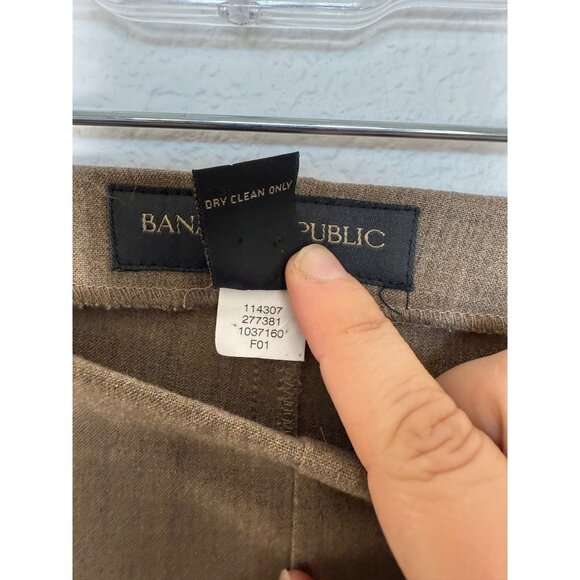 DRY CLEAN ONLY
BANA PUBLIC
114307
277381
1037160
F01